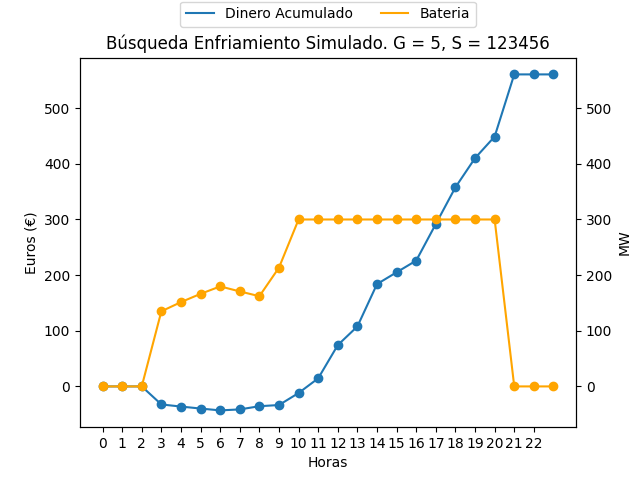 Dinero Acumulado Bateria
Búsqueda Enfriamiento Simulado. G = 5, S = 123456
500 500
400 400
300 300
200 200
100 100
0 0
Euros (€)
MW
0 1 2 3 4 5 6 7 8 9 10 11 12 13 14 15 16 17 18 19 20 21 22
Horas